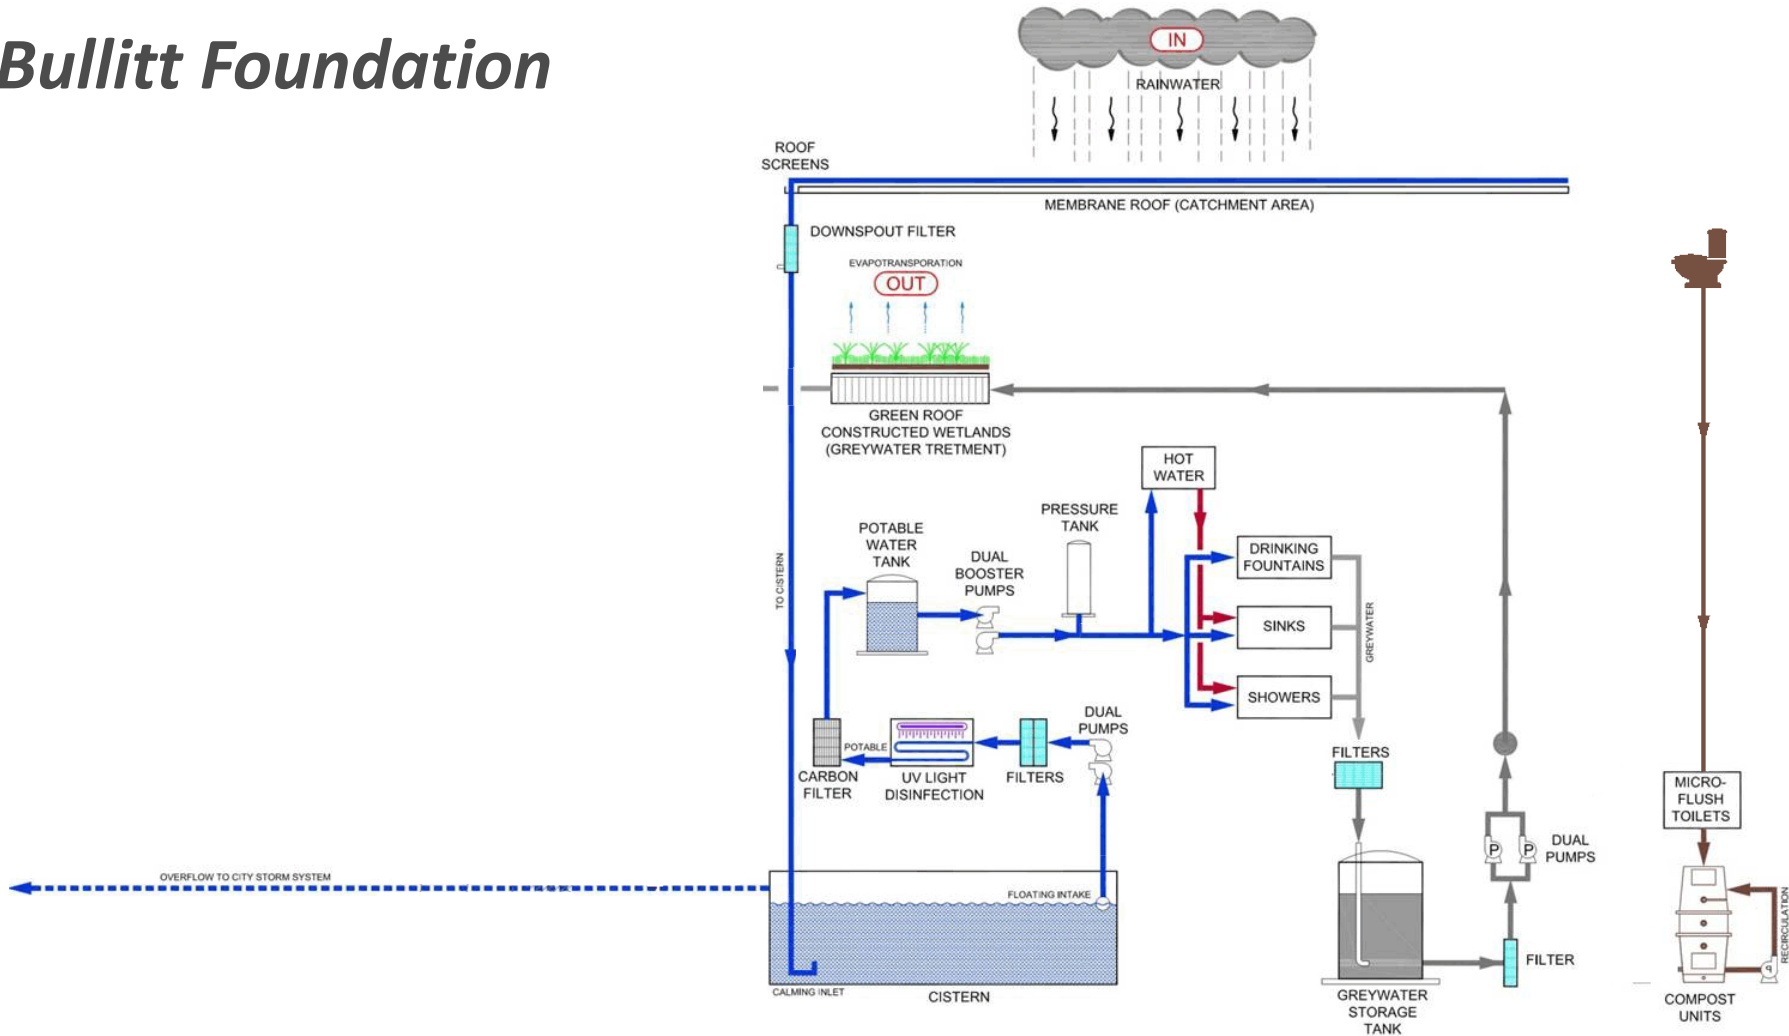 Bullitt Foundation
IN
RAINWATER
ROOF
SCREENS
MEMBRANE ROOF (CATCHMENT AREA)
DOWNSPOUT FILTER
EVAPOTRANSPORATION
OUT
GREEN ROOF
CONSTRUCTED WETLANDS
(GREYWATER TRETMENT)
HOT
WATER
PRESSURE
TANK
POTABLE
WATER
TANK
DUAL
BOOSTER
PUMPS
DRINKING
FOUNTAINS
SINKS
SHOWERS
GREYWATER
TO CISTERN
DUAL
PUMPS
POTABLE
CARBON
FILTER
UV LIGHT
DISINFECTION
FILTERS
FILTERS
MICRO-
FLUSH
TOILETS
P
P
DUAL
PUMPS
OVERFLOW TO CITY STORM SYSTEM
FLOATING INTAKE
RECIRCULATION
P
FILTER
CALMING INLET
CISTERN
GREYWATER
STORAGE
TANK
COMPOST
UNITS